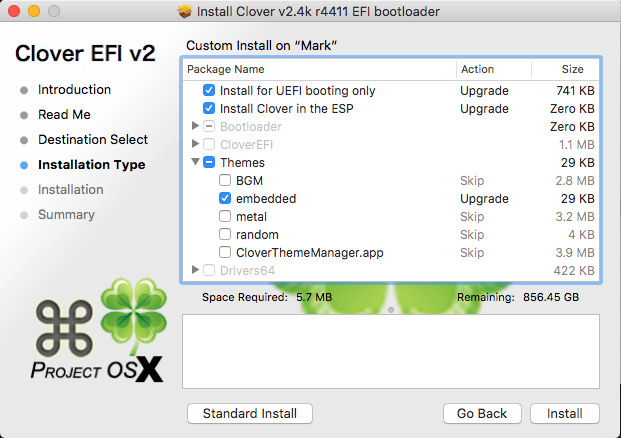 Install Clover v2.4k r4411 EFI bootloader
Clover EFI v2
Introduction
Read Me
Destination Select
Installation Type
Installation
Summary
PROJECT OSX
Custom Install on “Mark”
Package Name Action Size
Install for UEFI booting only Upgrade 741 KB
Install Clover in the ESP Upgrade Zero KB
Bootloader Zero KB
CloverEFI 1.1 MB
Themes 29 KB
BGM Skip 2.8 MB
embedded Upgrade 29 KB
metal Skip 3.2 MB
random Skip 4 KB
CloverThemeManager.app Skip 3.9 MB
Drivers64 422 KB
Space Required: 5.7 MB Remaining: 856.45 GB
Standard Install Go Back Install